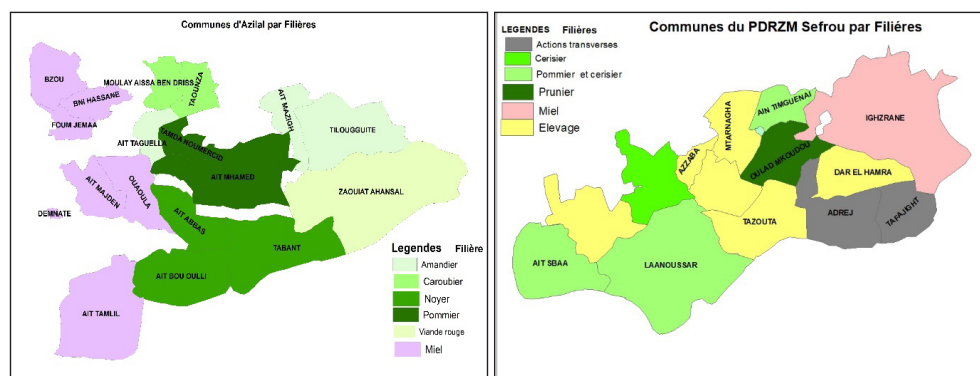 Communes d'Azilal par Filières
BZOU
BNI HASSANE
FOUM JEMAA
MOULAY AISSA BEN DRISS
TAOUNZA
AIT MAZIGH
TILOUGGUITE
AIT TAGUELLA
TAMDA NOUMERCID
AIT MHAMED
ZAOUIAT AHANSAL
AIT MAJDEN
OUAOULA
DEMNATE
AIT ABBAS
TABANT
AIT BOU OULLI
AIT TAMLIL
Legendes Filière
Amandier
Caroubier
Noyer
Pommier
Viande rouge
Miel
Communes du PDRZM Sefrou par Filiéres
LEGENDES Filières
Actions transverses
Cerisier
Pommier et cerisier
Prunier
Miel
Elevage
AIN TIMGUENAI
MTARNAGHA
IGHZRANE
AZZABA
OULAD MKOUDOU
DAR EL HAMRA
TAZOUTA
ADREJ
TAFAJIGHT
AIT SBAA
LAANOUSSAR